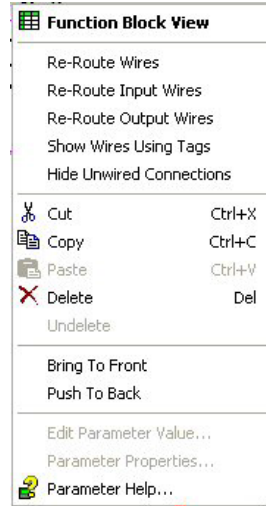 Function Block View
Re-Route Wires
Re-Route Input Wires
Re-Route Output Wires
Show Wires Using Tags
Hide Unwired Connections
Cut Ctrl+X
Copy Ctrl+C
Paste Ctrl+V
Delete Del
Undelete
Bring To Front
Push To Back
Edit Parameter Value...
Parameter Properties...
Parameter Help...